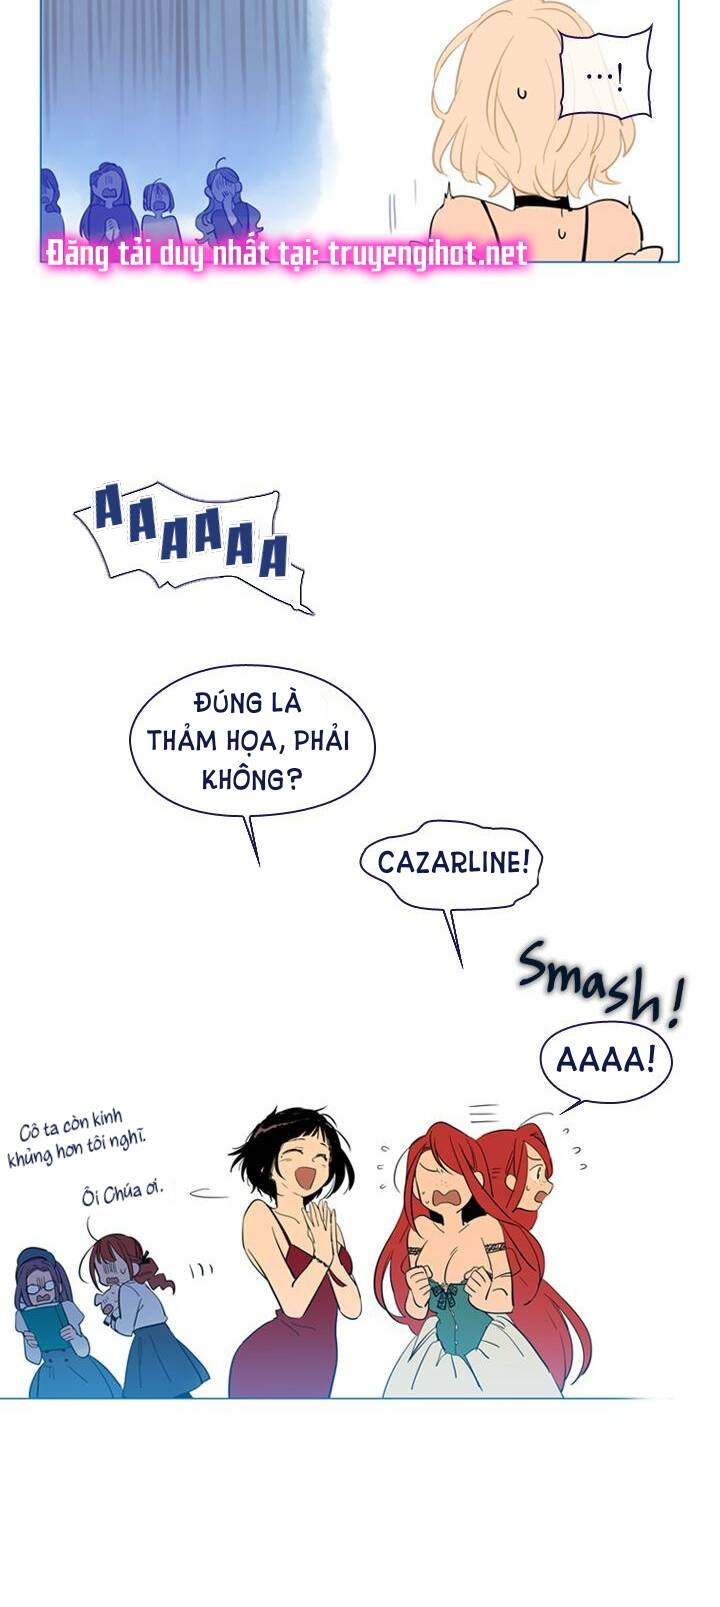 ...!
Đăng tải duy nhất tại: truyengihot.net
AAAAAA
ĐÚNG LÀ
THẢM HỌA, PHẢI
KHÔNG?
CAZARLINE!
Smash!
AAAA!
Cô ta còn kinh
khủng hơn tôi nghĩ.
Ôi Chúa ơi.